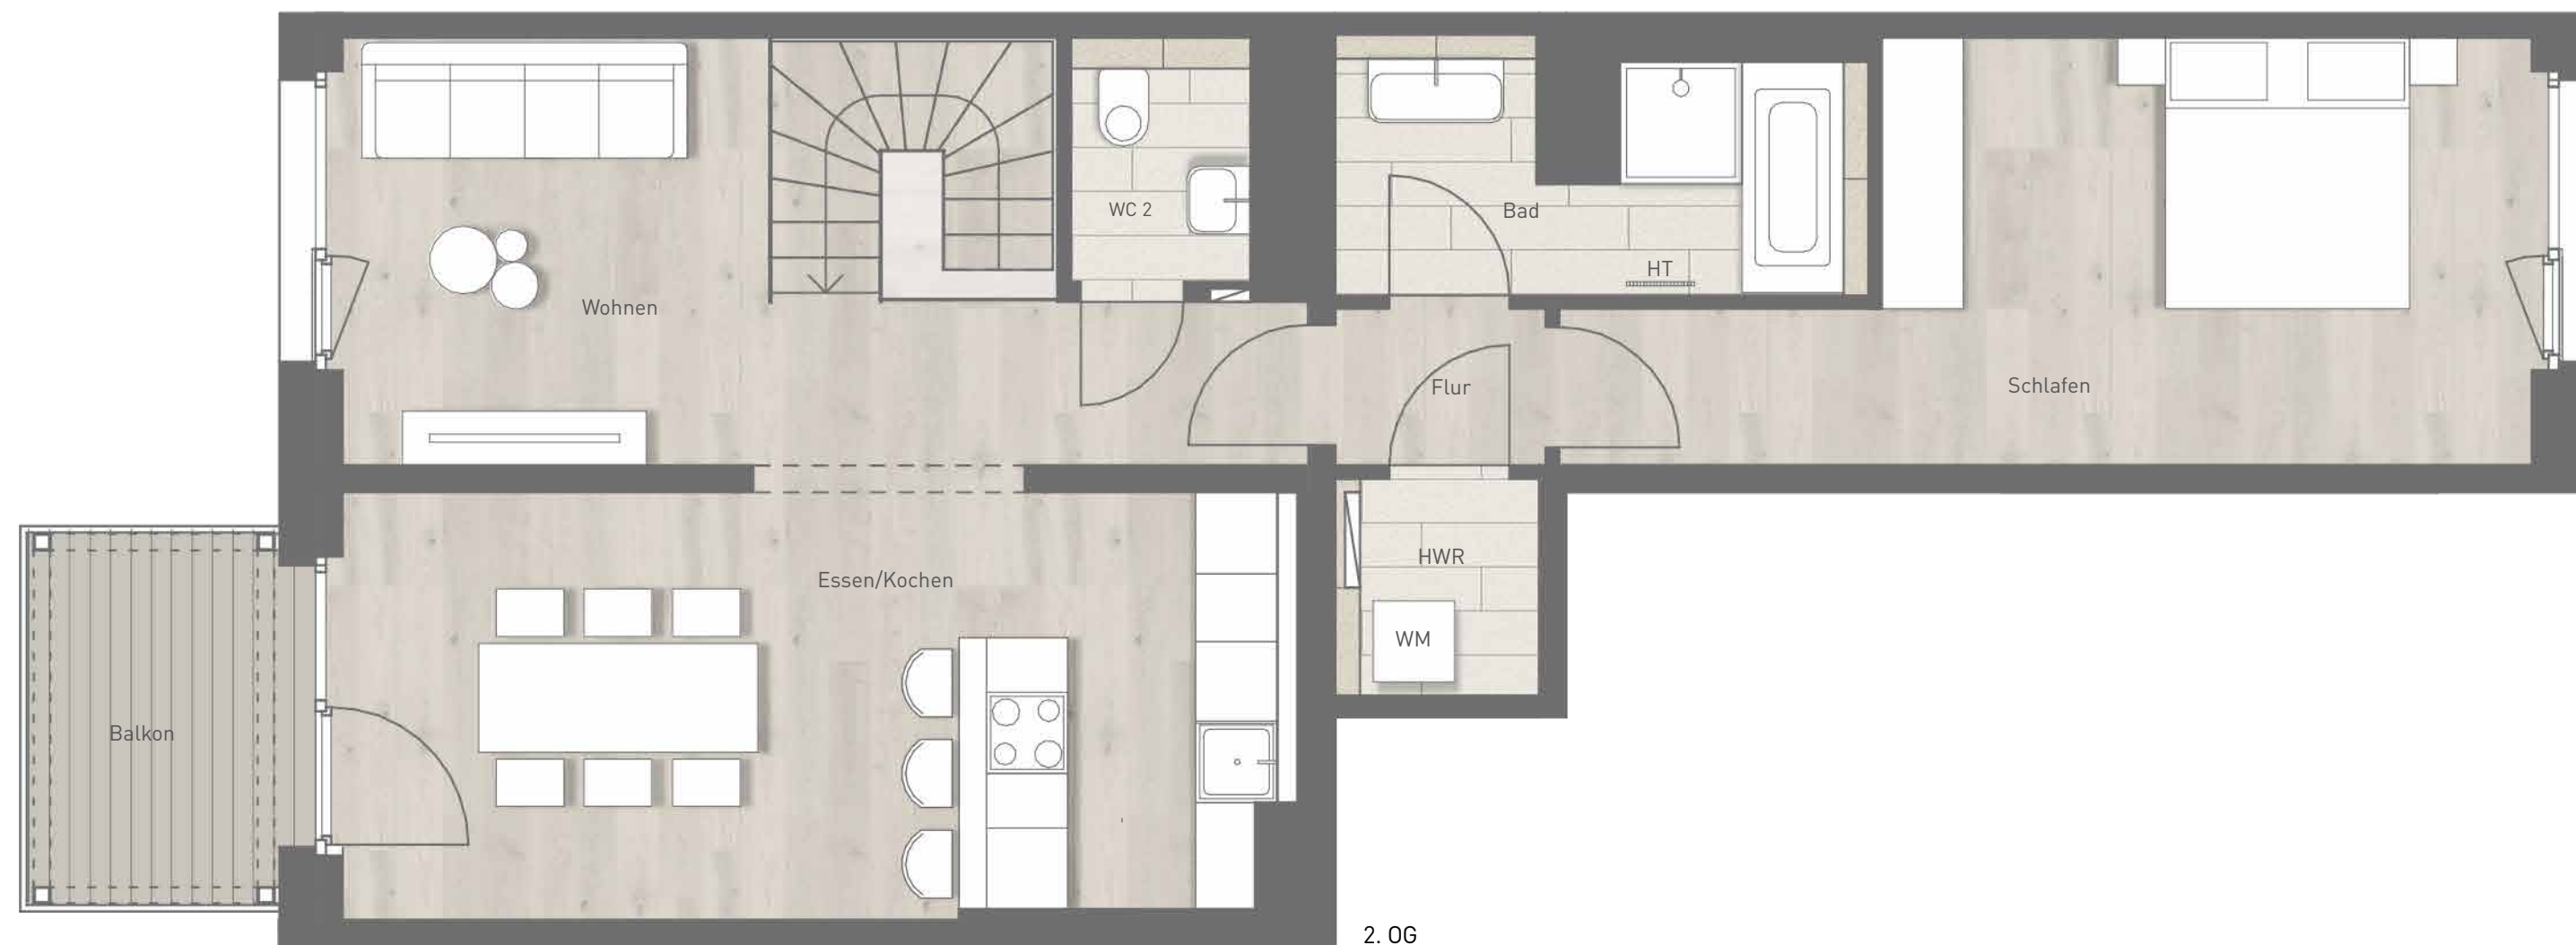 WC 2
Bad
HT
Wohnen
Flur
Schlafen
Essen/Kochen
HWR
WM
Balkon
2. OG